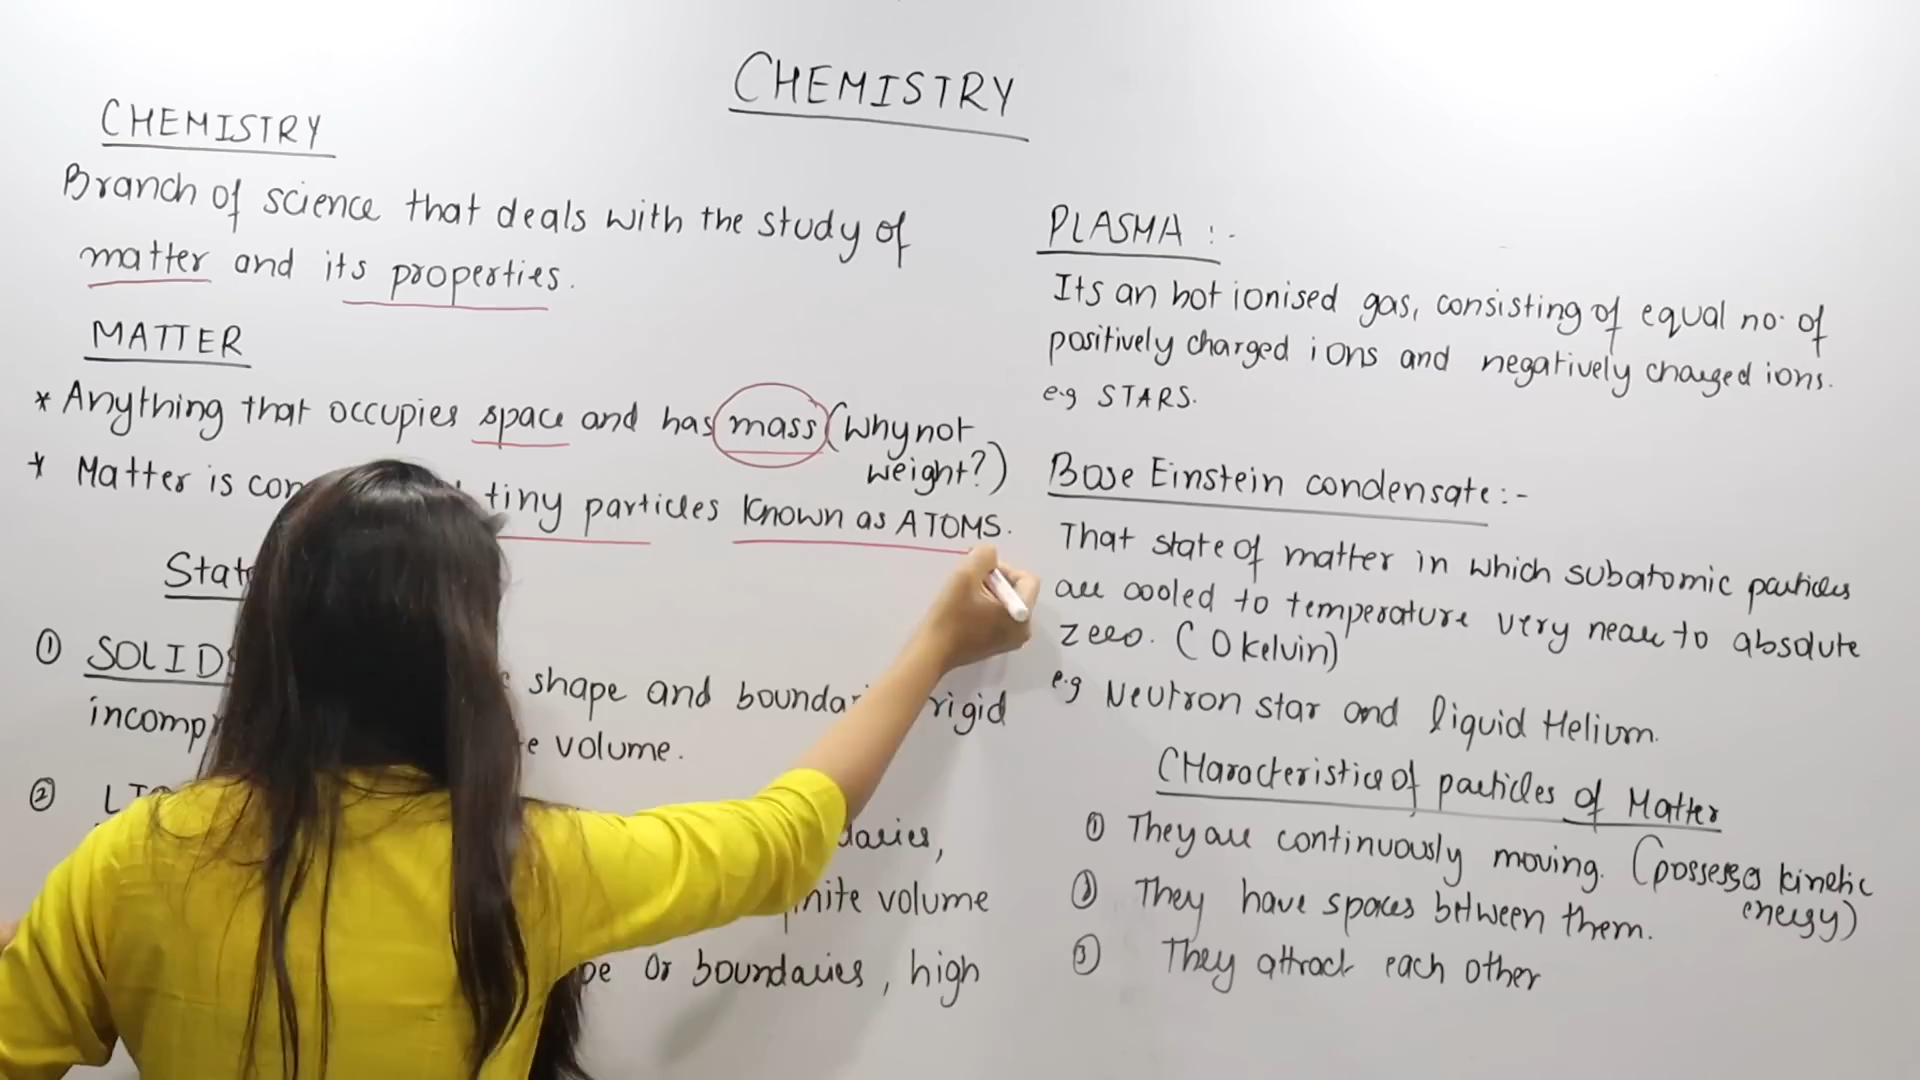 CHEMISTRY
CHEMISTRY
Branch of science that deals with the study of
matter and its properties.
MATTER
* Anything that occupies space and has mass (Why not
weight?)
* Matter is con tiny particles known as ATOMS.
Stat
① SOLIDS shape and boundari rigid
incompr e volume.
②
daries,
nite volume
pe or boundaries, high
PLASMA :-
Its an hot ionised gas, consisting of equal no. of
positively charged ions and negatively charged ions.
e.g STARS.
Bose Einstein condensate:-
That state of matter in which subatomic particles
are cooled to temperature very near to absolute
zero. (0 kelvin)
e.g Neutron star and liquid Helium.
CHaracteristics of particles of Matter
① They are continuously moving. (possesses kinetic
energy)
② They have spaces between them.
③ They attract each other